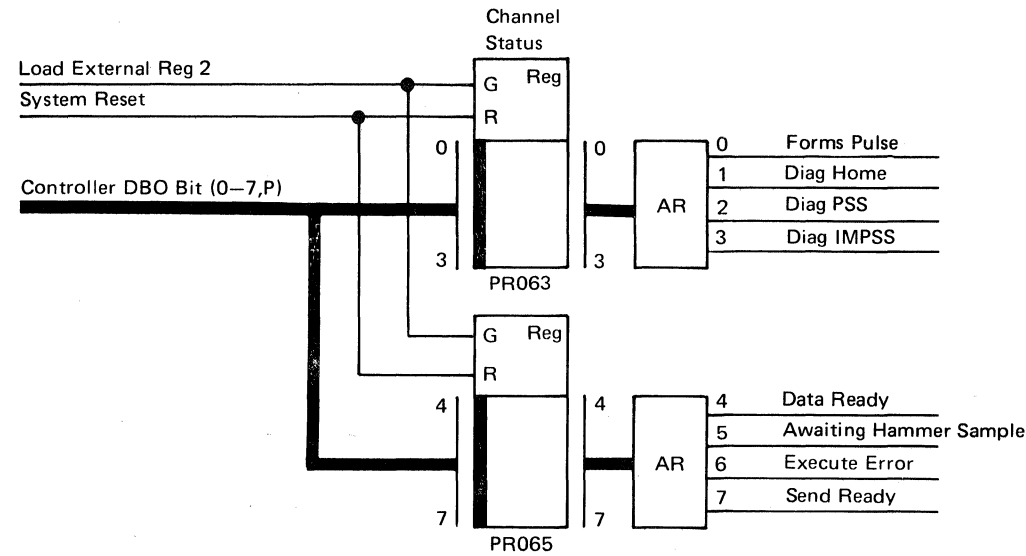 Channel
Status
Load External Reg 2
G Reg
System Reset
R
0 0 0 Forms Pulse
1 Diag Home
Controller DBO Bit (0–7,P)
AR
2 Diag PSS
3 Diag IMPSS
3 3
PR063
G Reg
R
4 4 4 Data Ready
5 Awaiting Hammer Sample
AR
6 Execute Error
7 Send Ready
7 7
PR065